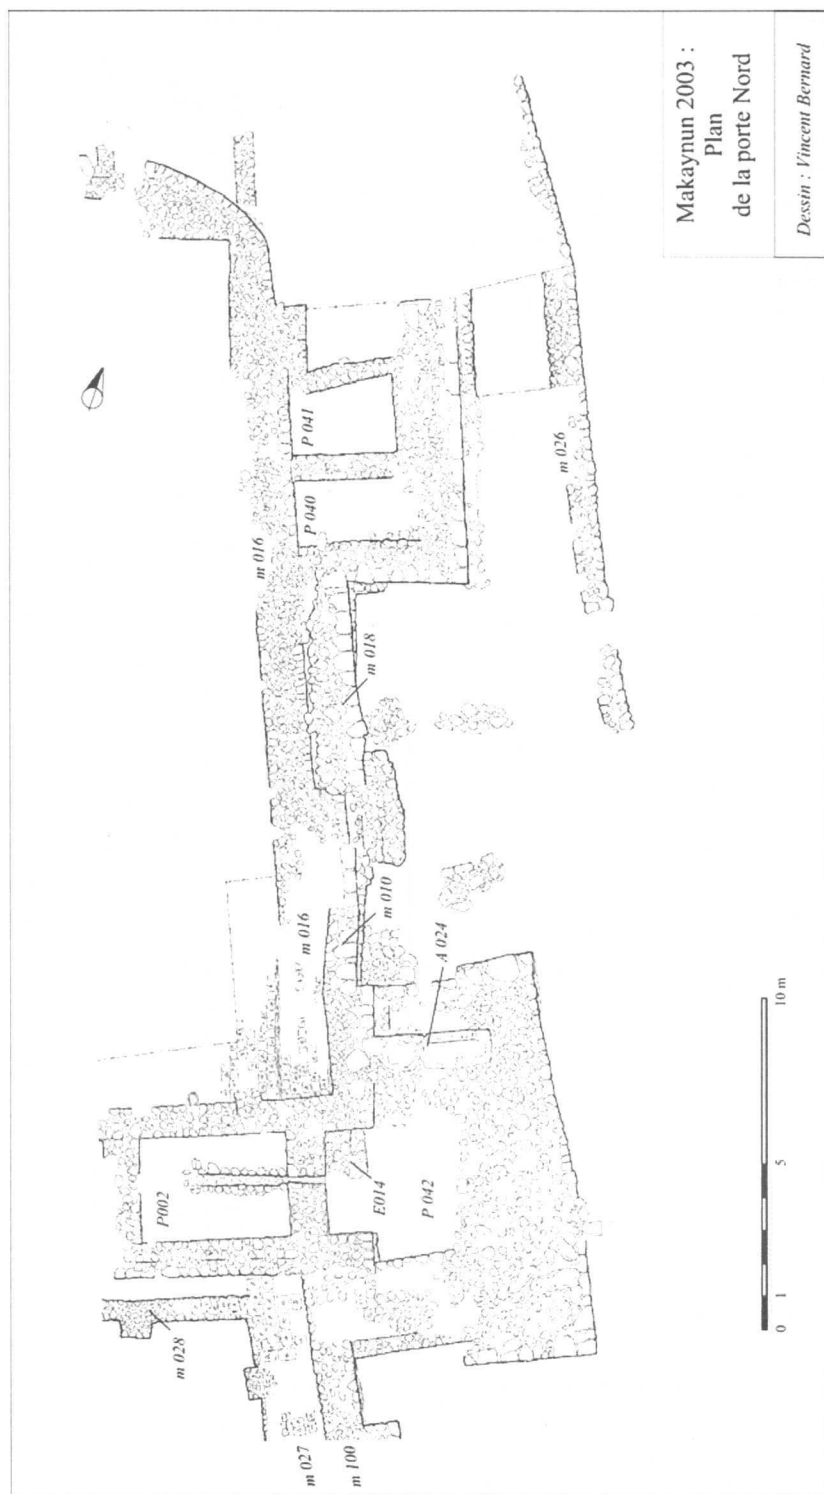 Makaynun 2003 :
Plan
de la porte Nord
Dessin : Vincent Bernard
P 041
P 040
m 016
m 018
m 026
m 016
m 010
A 024
P002
E014
P 042
m 028
m 027
m 100
0 1 5 10 m